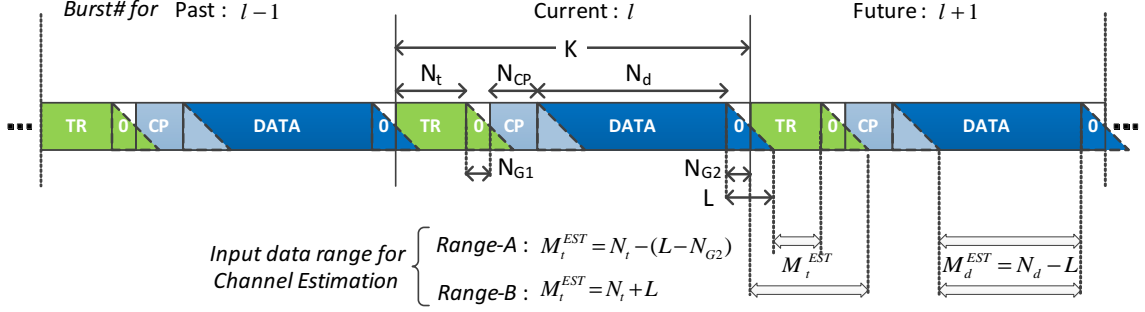 Burst# for Past : l−1 Current : l Future : l+1
K
N_t N_CP N_d
... TR 0 CP DATA 0 TR 0 CP DATA 0 TR 0 CP DATA 0 ...
N_G1 N_G2
L
Input data range for Channel Estimation
Range-A : M_t^EST = N_t −(L−N_G2)
Range-B : M_t^EST = N_t + L
M_t^EST M_d^EST = N_d − L